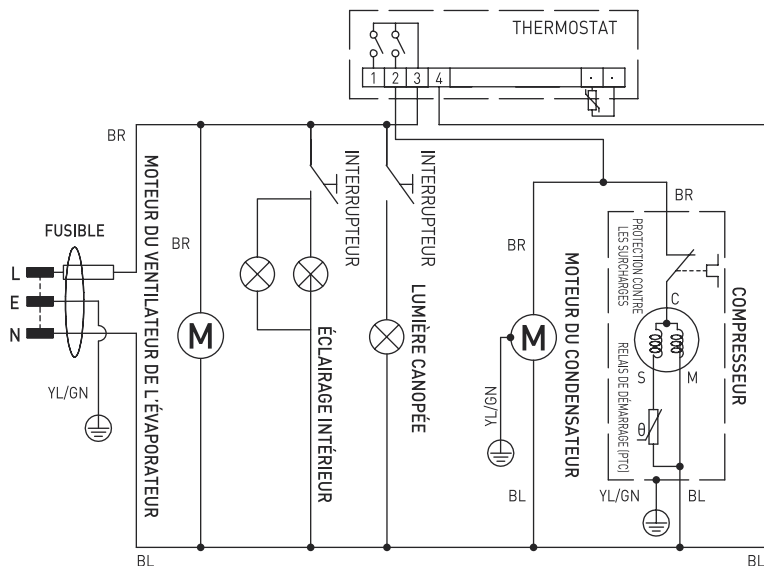 THERMOSTAT
1 2 3 4
BR
MOTEUR DU VENTILATEUR DE L'ÉVAPORATEUR
BR
INTERRUPTEUR
INTERRUPTEUR
FUSIBLE
L
E
N
YL/GN
M
ÉCLAIRAGE INTÉRIEUR
LUMIÈRE CANOPÉE
BR
M
YL/GN
MOTEUR DU CONDENSATEUR
BL
BR
PROTECTION CONTRE
LES SURCHARGES
C
S
M
RELAIS DE DÉMARRAGE (PTC)
θ
COMPRESSEUR
YL/GN
BL
BL
BL